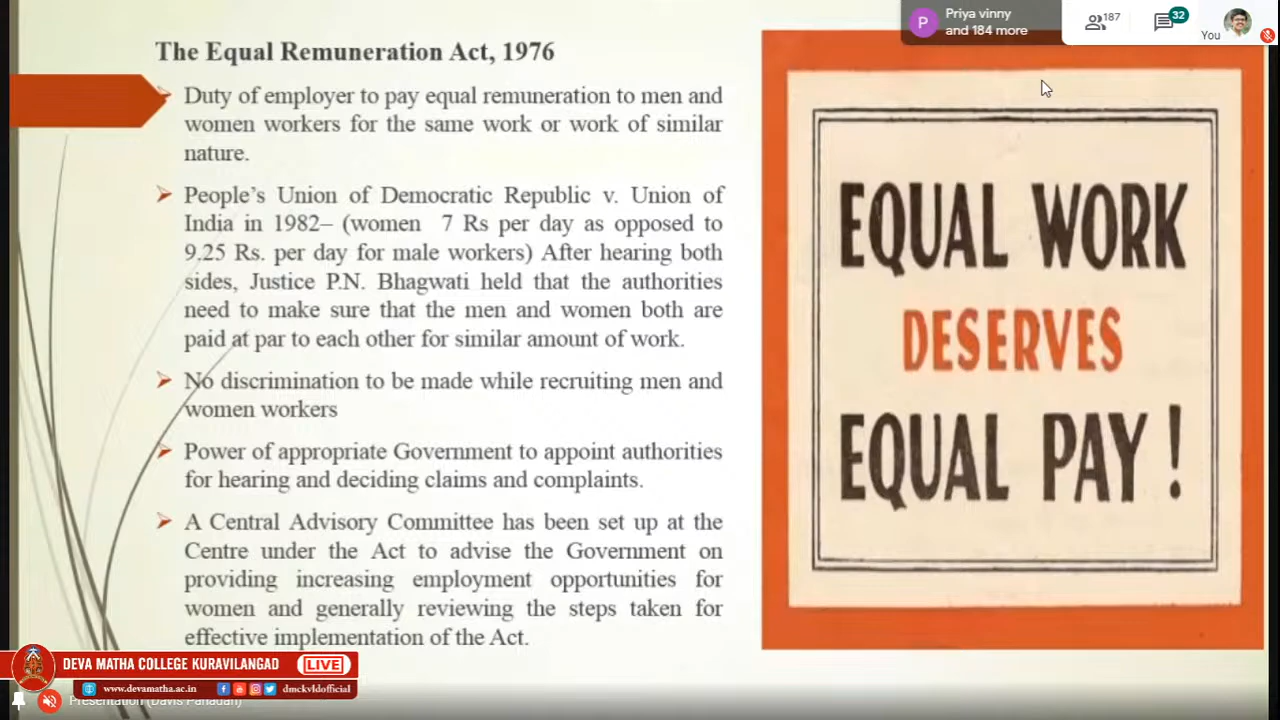 The Equal Remuneration Act, 1976
Duty of employer to pay equal remuneration to men and
women workers for the same work or work of similar
nature.
People's Union of Democratic Republic v. Union of
India in 1982– (women 7 Rs per day as opposed to
9.25 Rs. per day for male workers) After hearing both
sides, Justice P.N. Bhagwati held that the authorities
need to make sure that the men and women both are
paid at par to each other for similar amount of work.
No discrimination to be made while recruiting men and
women workers
Power of appropriate Government to appoint authorities
for hearing and deciding claims and complaints.
A Central Advisory Committee has been set up at the
Centre under the Act to advise the Government on
providing increasing employment opportunities for
women and generally reviewing the steps taken for
effective implementation of the Act.
EQUAL WORK
DESERVES
EQUAL PAY!
P
Priya vinny
and 184 more
187
32
You
DEVA MATHA COLLEGE KURAVILANGAD
LIVE
www.devamatha.ac.in
dmckvldofficial
Presentation (Davis Panadan)